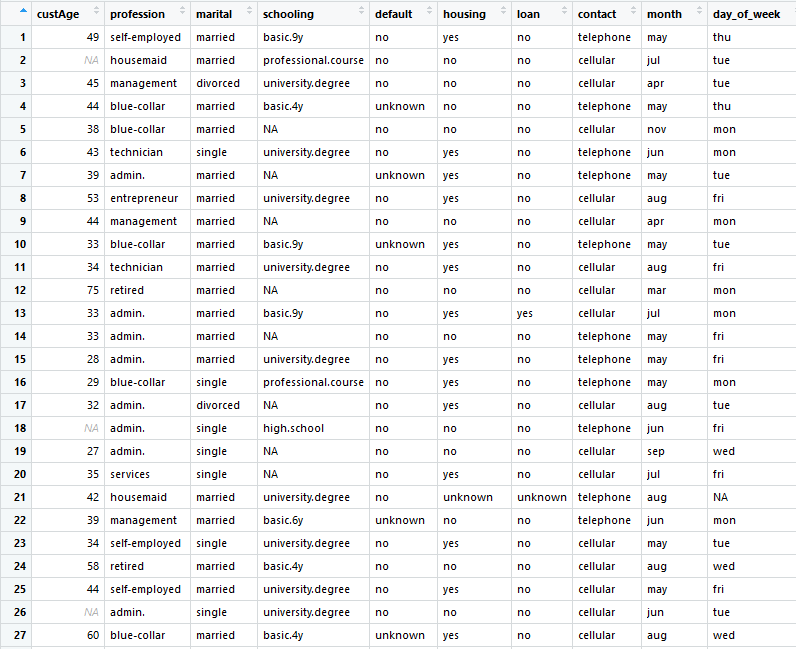 custAge profession marital schooling default housing loan contact month day_of_week
1 49 self-employed married basic.9y no yes no telephone may thu
2 NA housemaid married professional.course no no no cellular jul tue
3 45 management divorced university.degree no no no cellular apr tue
4 44 blue-collar married basic.4y unknown no no telephone may thu
5 38 blue-collar married NA no no no cellular nov mon
6 43 technician single university.degree no yes no telephone jun mon
7 39 admin. married NA unknown yes no telephone may tue
8 53 entrepreneur married university.degree no yes no cellular aug fri
9 44 management married NA no no no cellular apr mon
10 33 blue-collar married basic.9y unknown yes no telephone may tue
11 34 technician married university.degree no yes no cellular aug fri
12 75 retired married NA no no no cellular mar mon
13 33 admin. married basic.9y no yes yes cellular jul mon
14 33 admin. married NA no no no telephone may fri
15 28 admin. married university.degree no yes no telephone may fri
16 29 blue-collar single professional.course no yes no telephone may mon
17 32 admin. divorced NA no yes no cellular aug tue
18 NA admin. single high.school no no no telephone jun fri
19 27 admin. single NA no no no cellular sep wed
20 35 services single NA no yes no cellular jul fri
21 42 housemaid married university.degree no unknown unknown telephone aug NA
22 39 management married basic.6y unknown no no telephone jun mon
23 34 self-employed single university.degree no yes no cellular may tue
24 58 retired married basic.4y no no no cellular aug wed
25 44 self-employed married university.degree no yes no cellular may fri
26 NA admin. single university.degree no no no cellular jun tue
27 60 blue-collar married basic.4y unknown yes no cellular aug wed